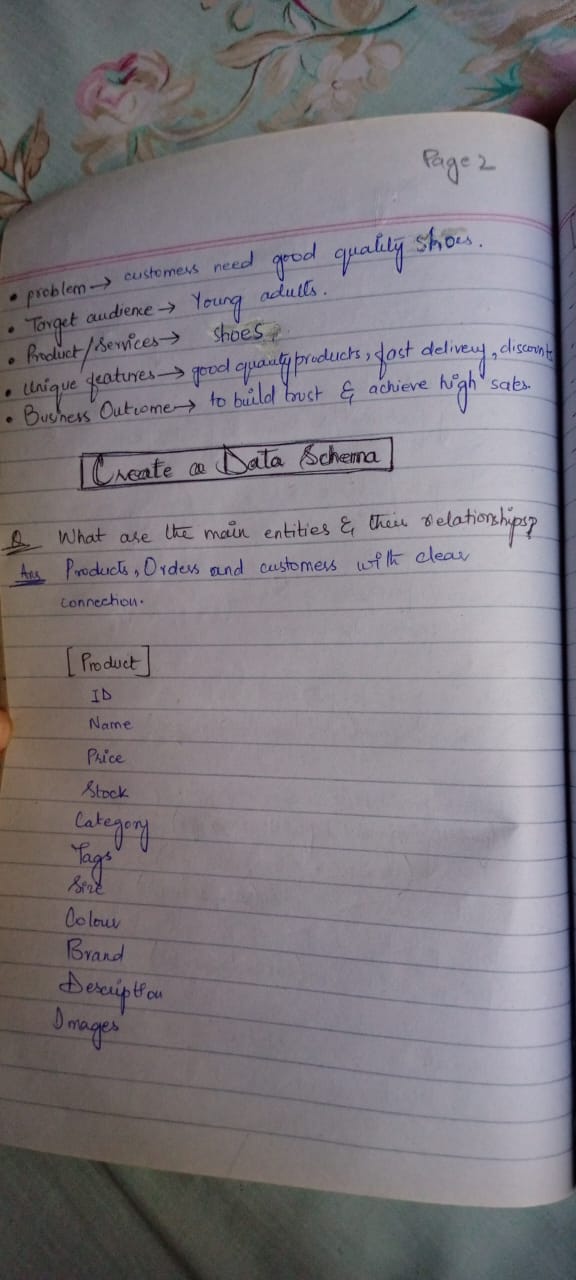 Page 2
• problem → customers need good quality shoes.
• Target audience → Young adults.
• Product/Services → shoes.
• Unique features → good quality products, fast delivery, discounts
• Business Outcome → to build trust & achieve high sales.
Create a Data Schema
Q What are the main entities & their relationships?
Ans Products, Orders and customers with clear
connection.
[Product]
ID
Name
Price
Stock
Category
Tags
Size
Colour
Brand
Description
Images